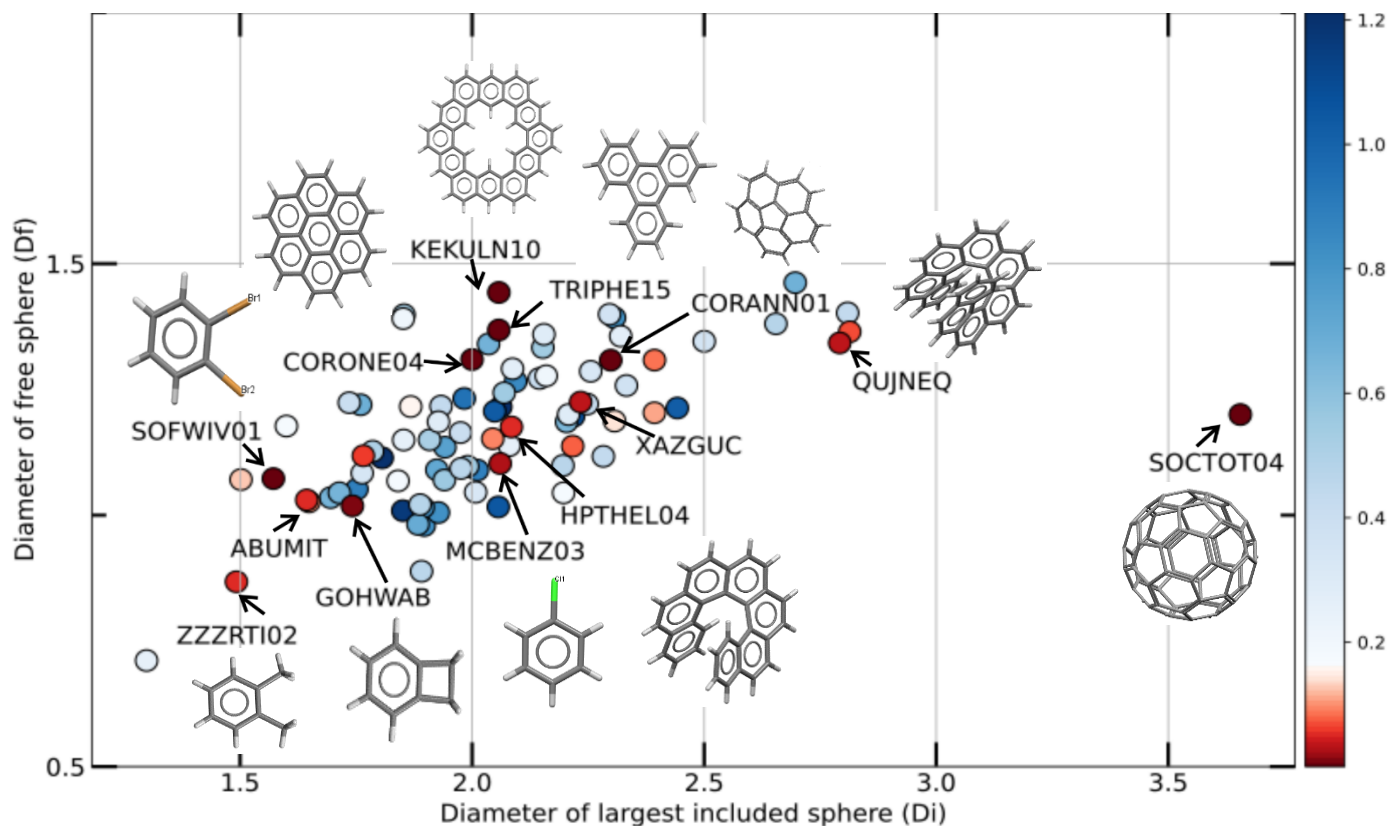 1.2
1.0
0.8
0.6
0.4
0.2
Diameter of free sphere (Df)
1.5
0.5
KEKULN10
TRIPHE15
CORANN01
CORONE04
Br1
Br2
QUJNEQ
SOFWIV01
XAZGUC
SOCTOT04
HPTHEL04
ABUMIT
MCBENZ03
GOHWAB
Cl1
ZZZRTI02
1.5
2.0
2.5
3.0
3.5
Diameter of largest included sphere (Di)